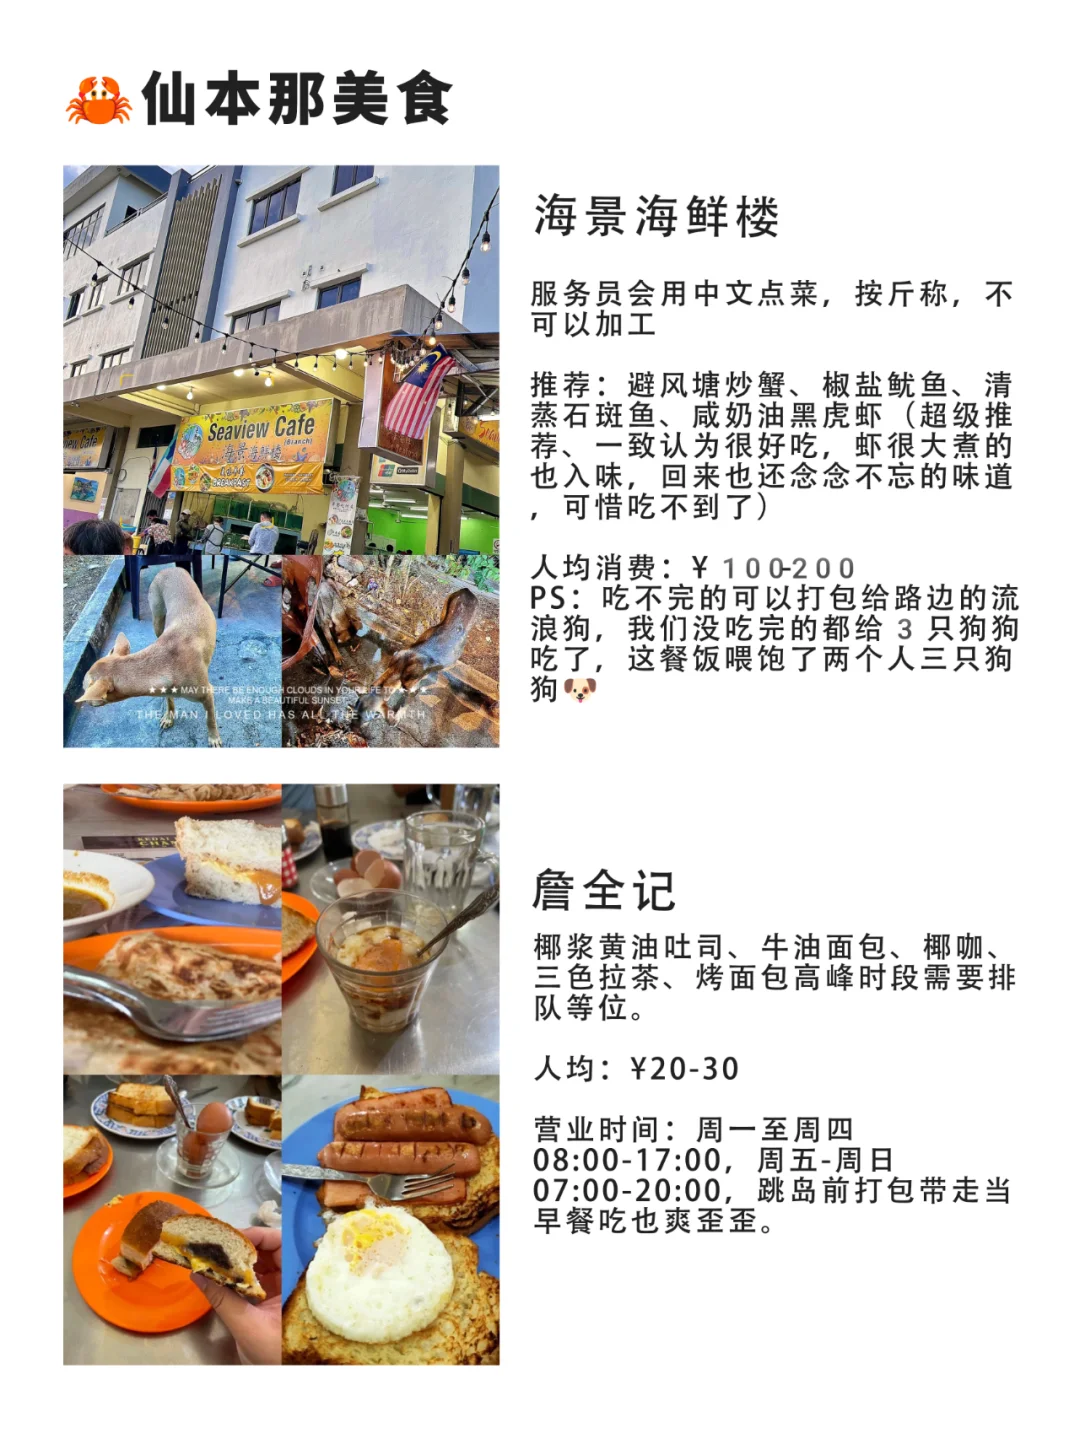 🦀仙本那美食
Seaview Cafe
(Branch)
海景海鲜楼
BREAKFAST
Cafe
★ ★ ★ MAY THERE BE ENOUGH CLOUDS IN YOUR LIFE TO ★ ★ ★
MAKE A BEAUTIFUL SUNSET.
THE MAN I LOVED HAS ALL THE WARMTH
海景海鲜楼
服务员会用中文点菜，按斤称，不
可以加工
推荐：避风塘炒蟹、椒盐鱿鱼、清
蒸石斑鱼、咸奶油黑虎虾（超级推
荐、一致认为很好吃，虾很大煮的
也入味，回来也还念念不忘的味道
，可惜吃不到了）
人均消费：¥ 100-200
PS：吃不完的可以打包给路边的流
浪狗，我们没吃完的都给 3 只狗狗
吃了，这餐饭喂饱了两个人三只狗
狗🐶
詹全记
椰浆黄油吐司、牛油面包、椰咖、
三色拉茶、烤面包高峰时段需要排
队等位。
人均：¥20-30
营业时间：周一至周四
08:00-17:00，周五-周日
07:00-20:00，跳岛前打包带走当
早餐吃也爽歪歪。